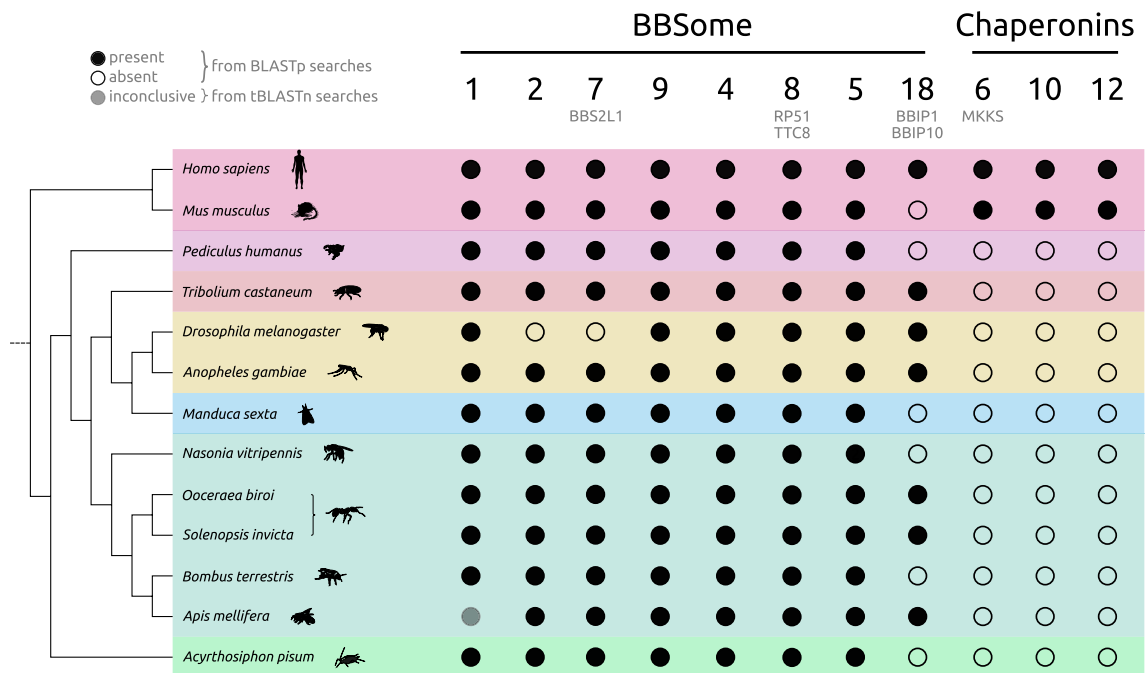 BBSome Chaperonins
present
absent
from BLASTp searches
inconclusive from tBLASTn searches
1 2 7 9 4 8 5 18 6 10 12
BBS2L1 RP51 BBIP1 MKKS
TTC8 BBIP10
Homo sapiens
Mus musculus
Pediculus humanus
Tribolium castaneum
Drosophila melanogaster
Anopheles gambiae
Manduca sexta
Nasonia vitripennis
Ooceraea biroi
Solenopsis invicta
Bombus terrestris
Apis mellifera
Acyrthosiphon pisum